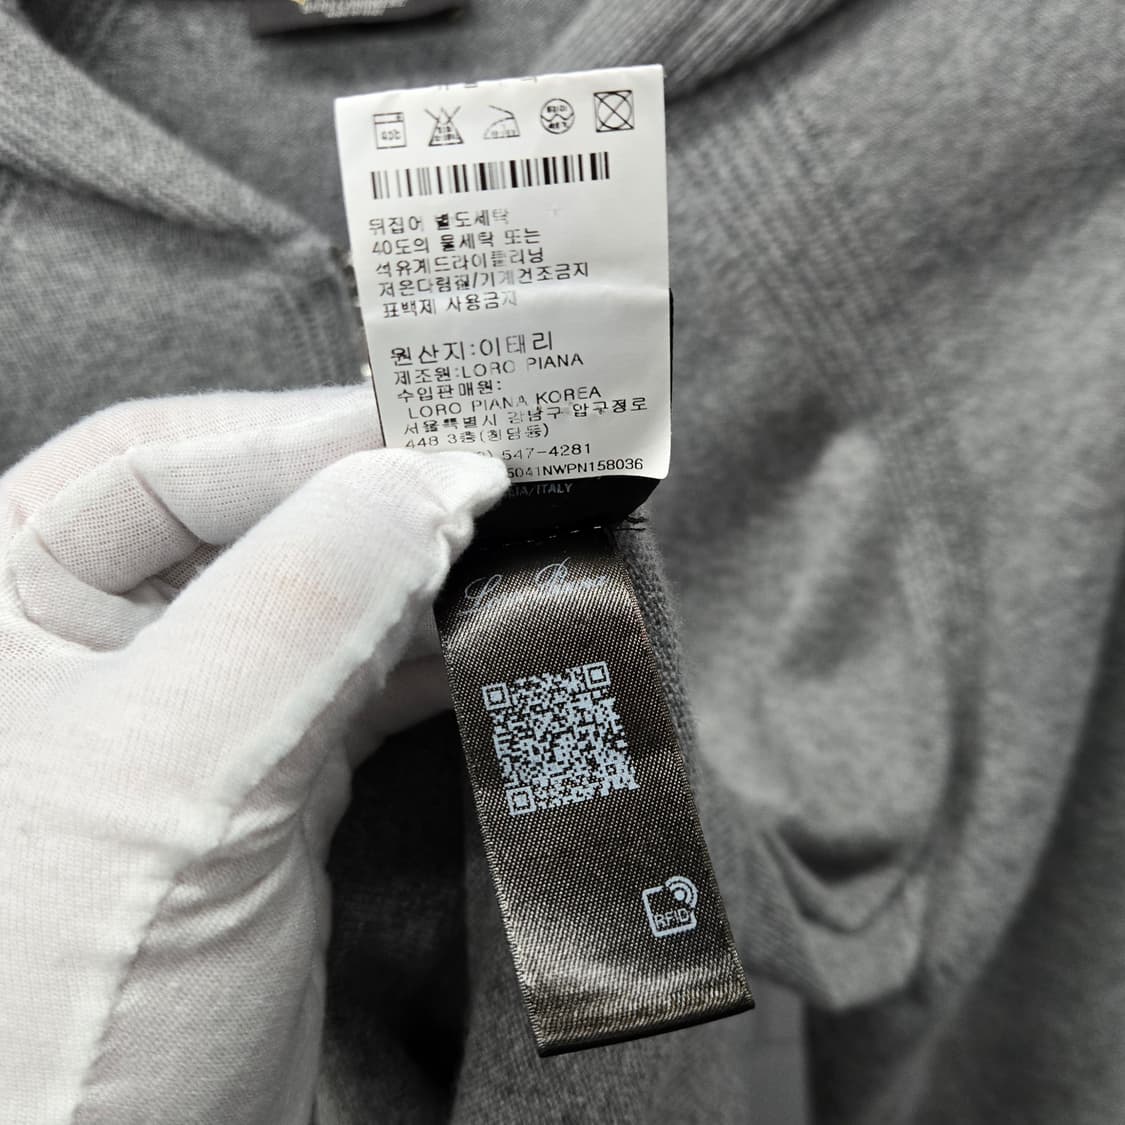 뒤집어 별도세탁
40도의 물세탁 또는
석유계드라이클리닝
저온다림질/기계건조금지
표백제 사용금지
원산지:이태리
제조원:LORO PIANA
수입판매원:
LORO PIANA KOREA
서울특별시 강남구 압구정로
448 3층(청담동)
547-4281
5041NWPN158036
/ITALY
Loro Piana
RFID